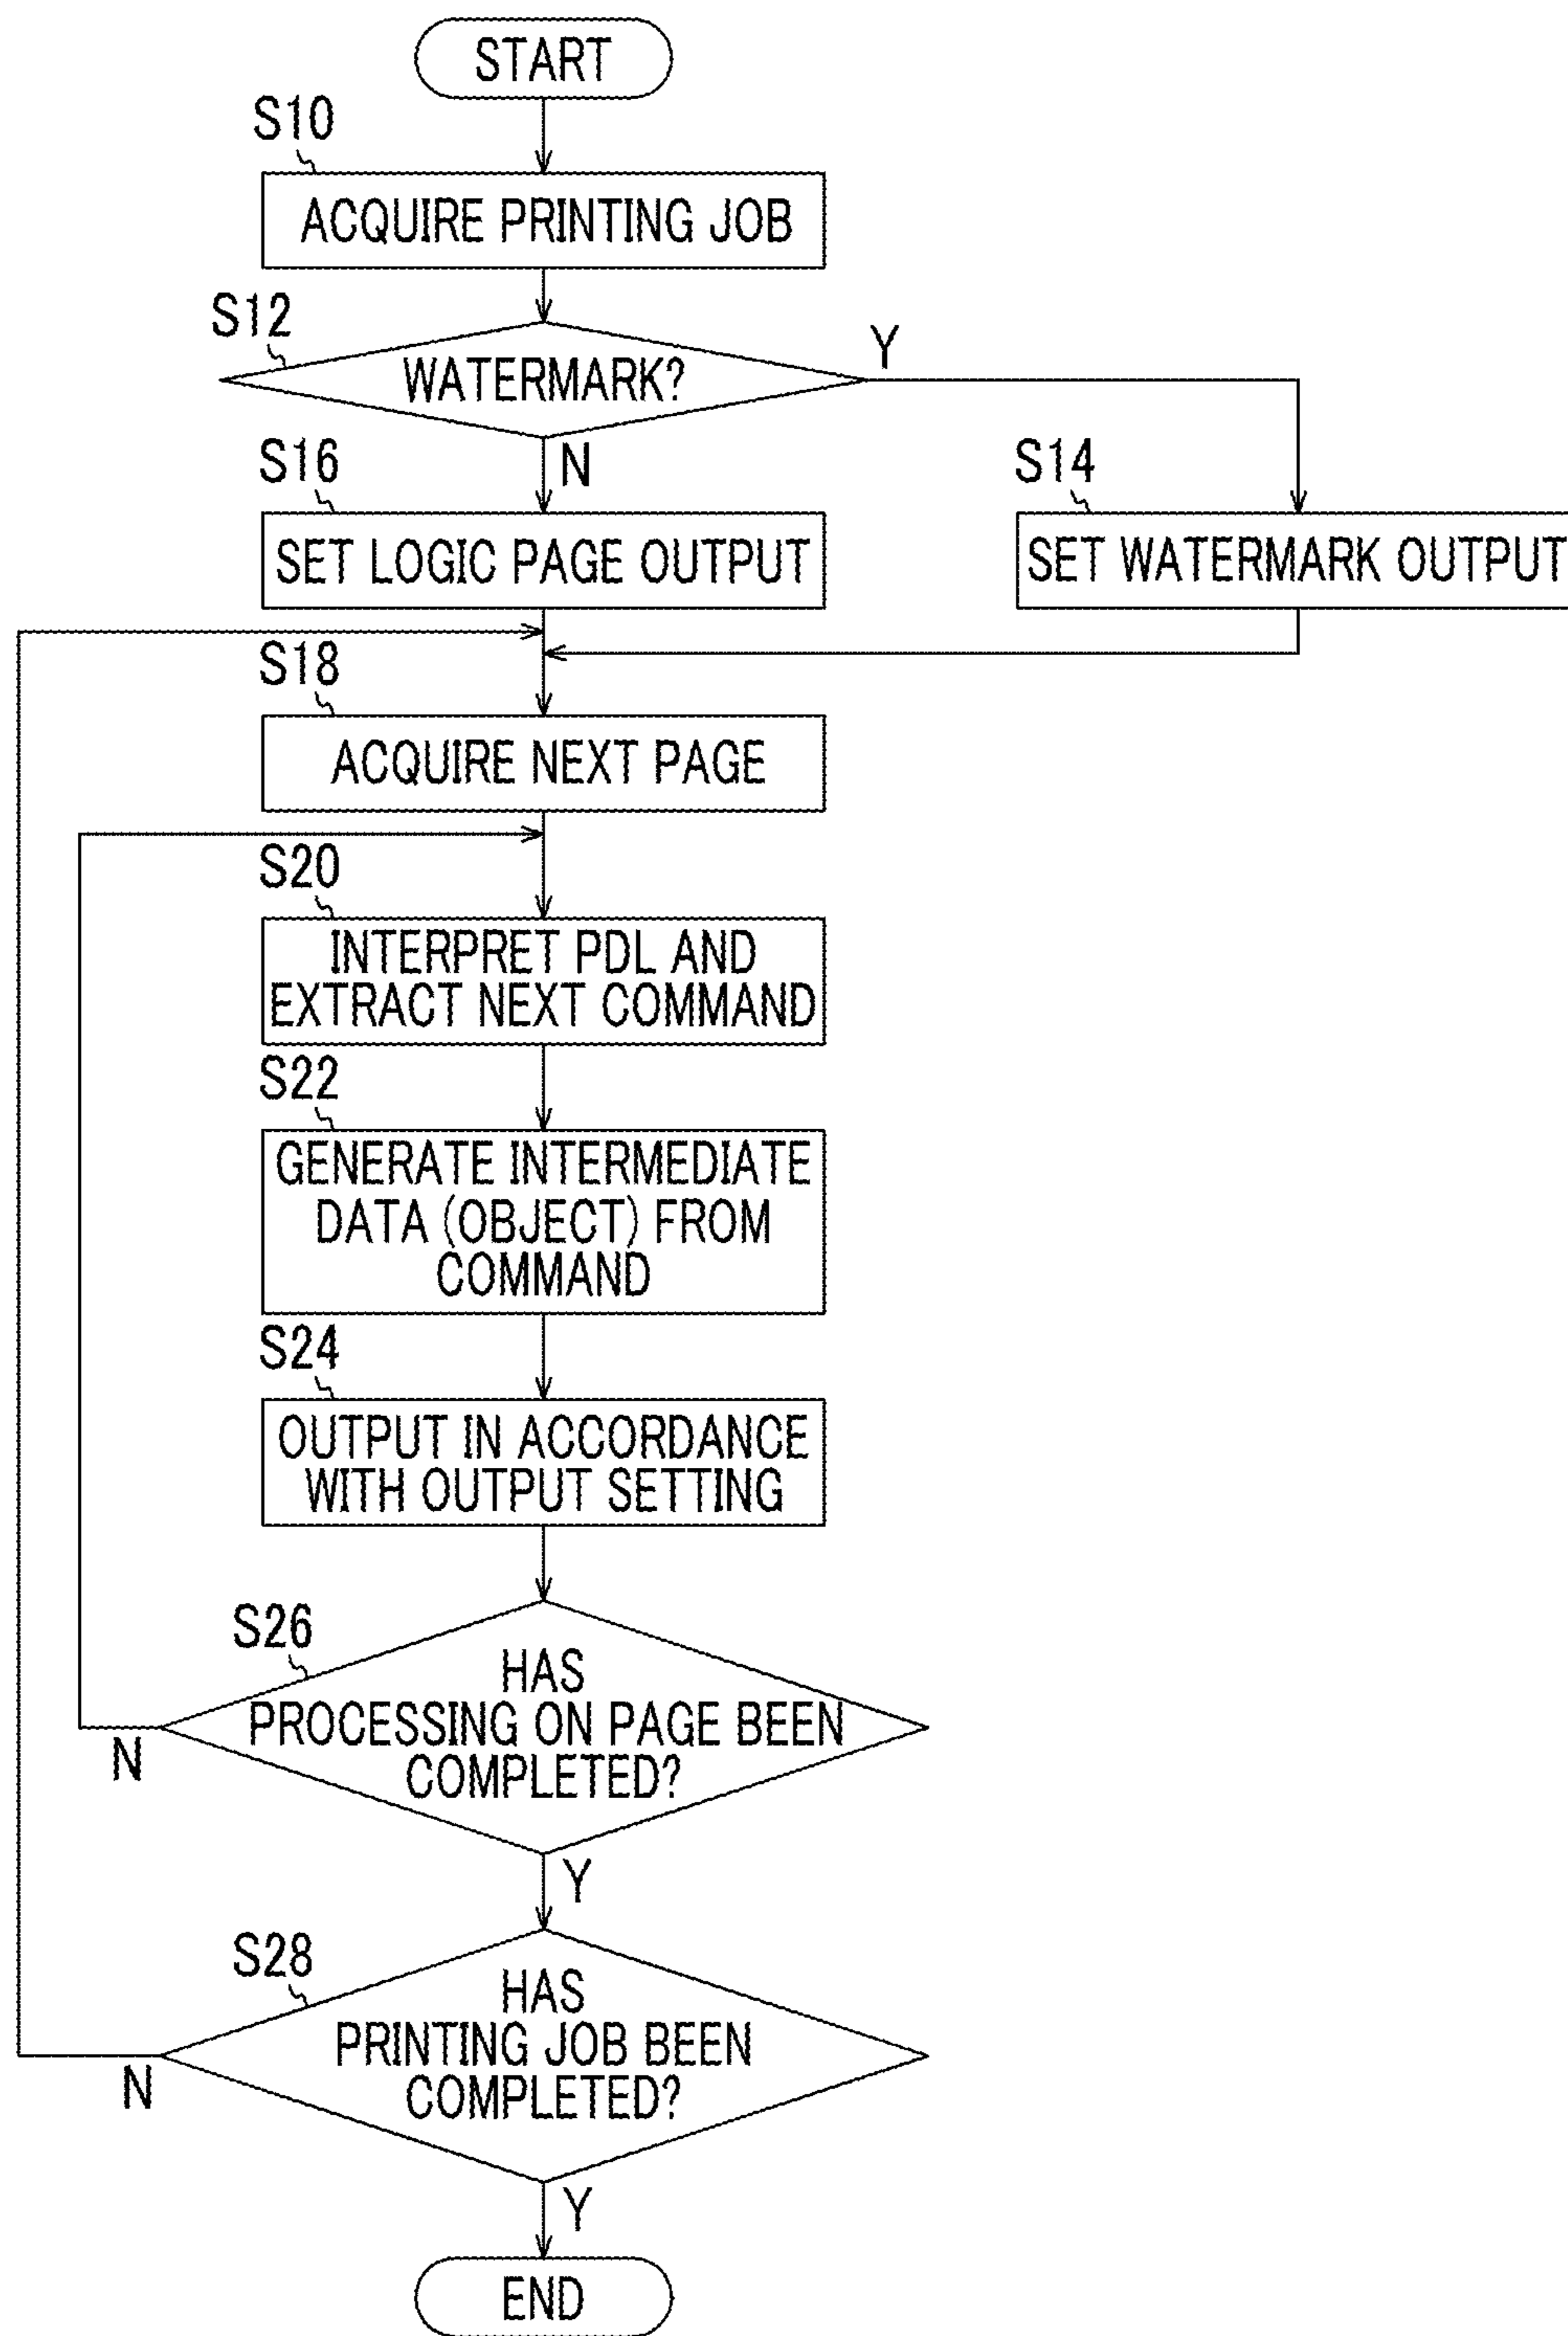 START
S10
ACQUIRE PRINTING JOB
S12
WATERMARK?
Y
N
S16
SET LOGIC PAGE OUTPUT
S14
SET WATERMARK OUTPUT
S18
ACQUIRE NEXT PAGE
S20
INTERPRET PDL AND
EXTRACT NEXT COMMAND
S22
GENERATE INTERMEDIATE
DATA (OBJECT) FROM
COMMAND
S24
OUTPUT IN ACCORDANCE
WITH OUTPUT SETTING
S26
HAS
PROCESSING ON PAGE BEEN
COMPLETED?
N
Y
S28
HAS
PRINTING JOB BEEN
COMPLETED?
N
Y
END